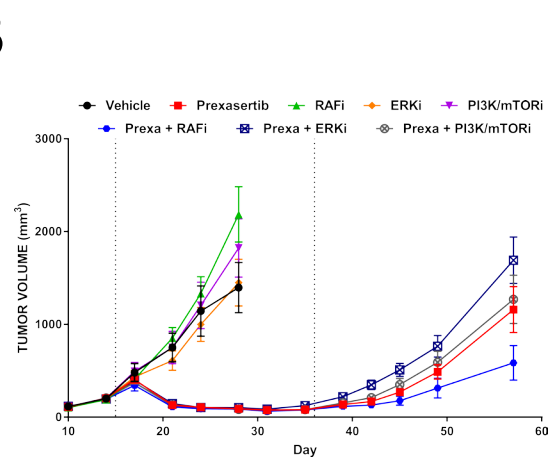 Vehicle Prexasertib RAFi ERKi PI3K/mTORi
Prexa + RAFi Prexa + ERKi Prexa + PI3K/mTORi
3000
2000
1000
0
TUMOR VOLUME (mm³)
10 20 30 40 50 60
Day